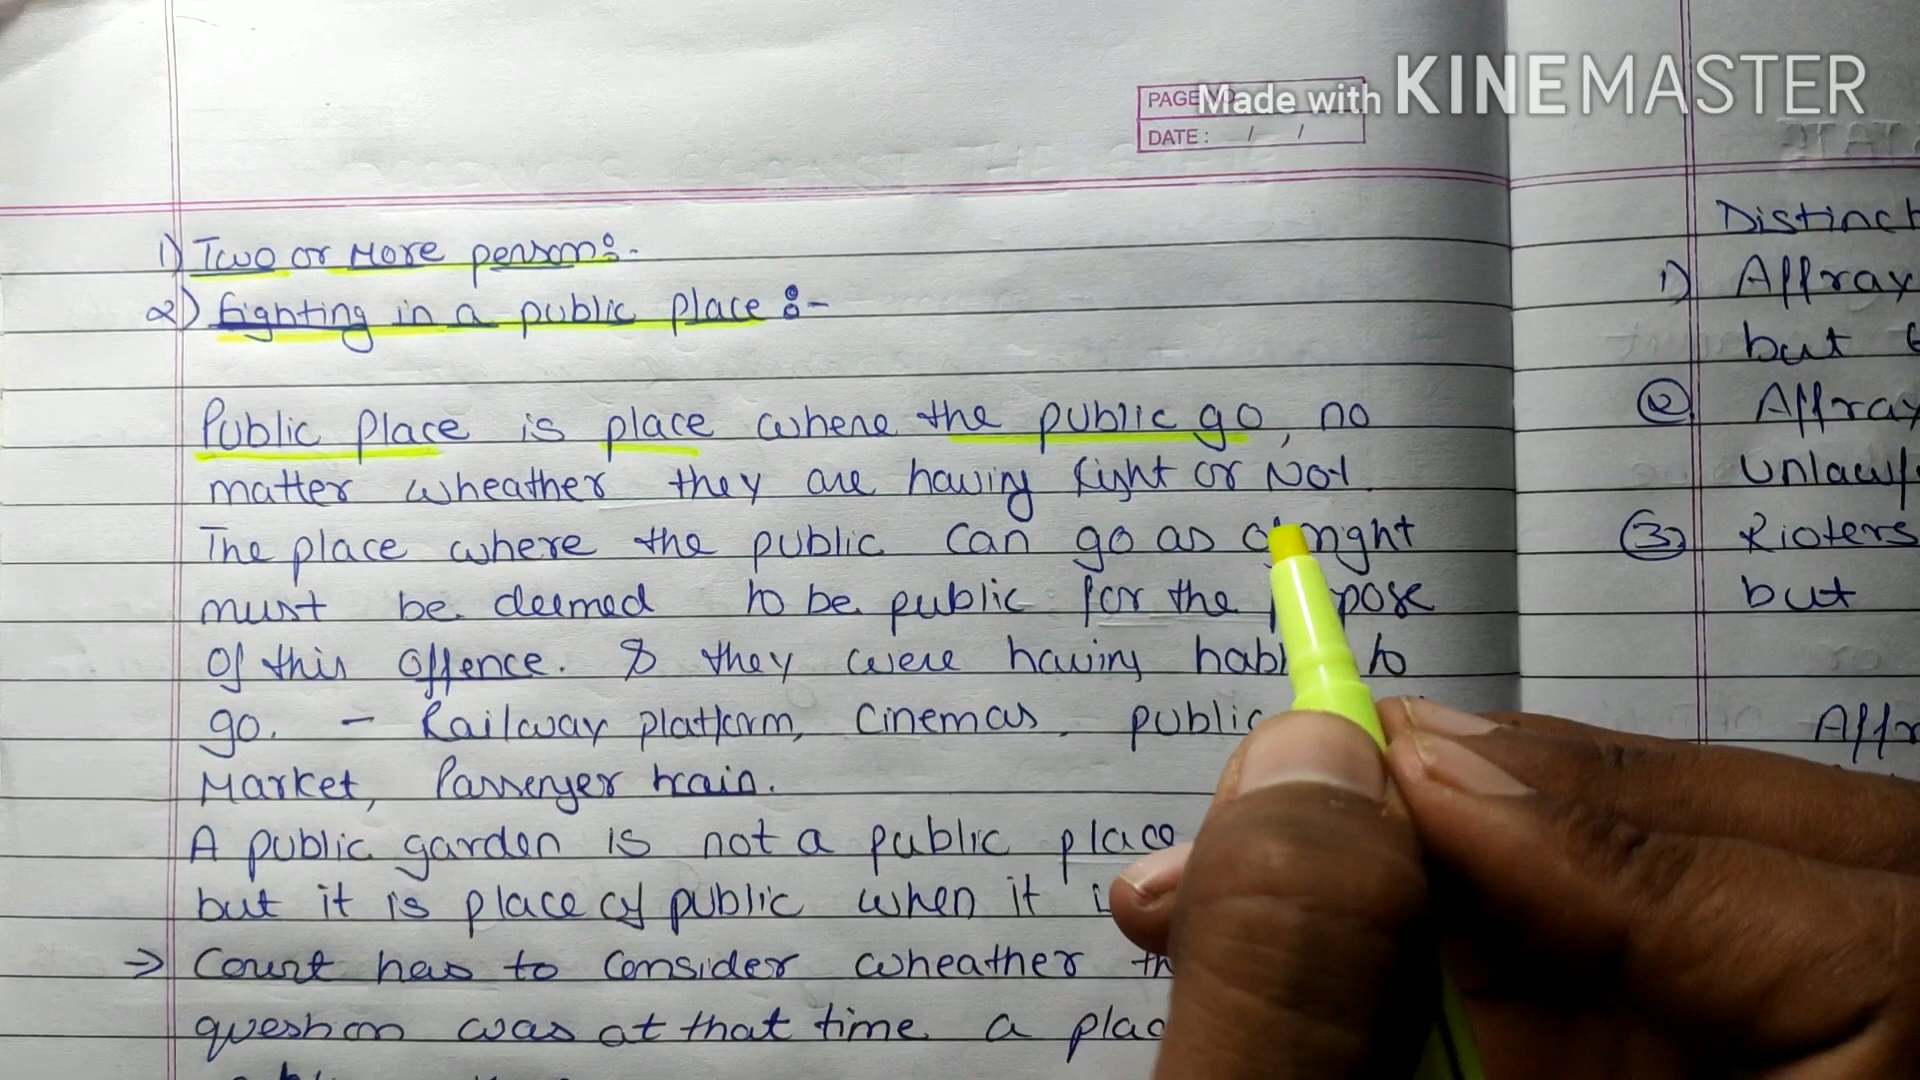 Made with KINEMASTER
PAGE NO.
DATE: / /
1) Two or More person:-
2) fighting in a public place :-
Public Place is place where the public go, no
matter wheather they are having Right or Not.
The place where the public can go as of right
must be deemed to be public for the
of this offence. & they were having to
go. - Railway platform, Cinemas, public
Market, Passenger train.
A public garden is not a public place
but it is place of public when it
→ Court has to Consider wheather
question was at that time a
Distinct
1) Affray
but
② Affray
Unlawf
③ Rioters
but
Affr